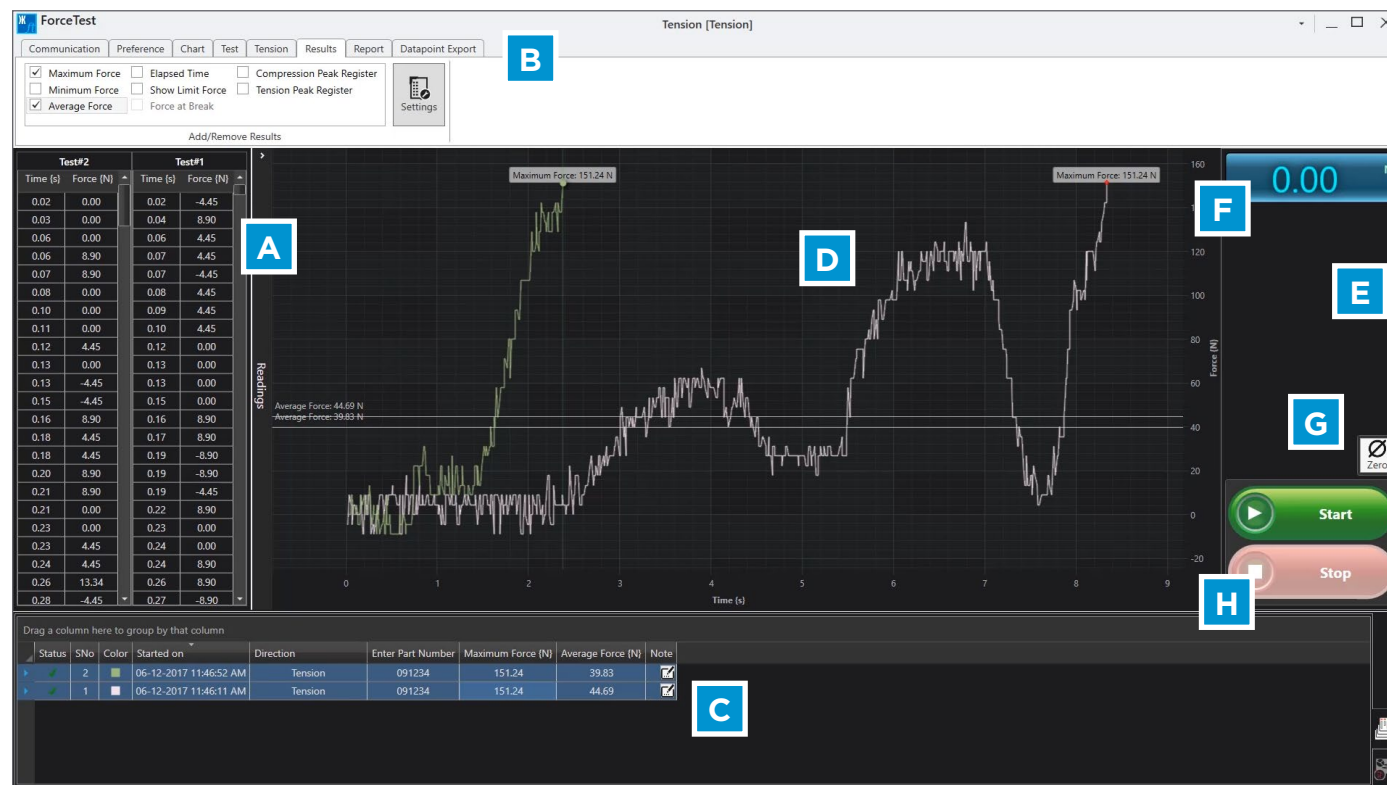 ForceTest
Tension [Tension]
Communication Preference Chart Test Tension Results Report Datapoint Export
B
Maximum Force Elapsed Time Compression Peak Register
Minimum Force Show Limit Force Tension Peak Register
Average Force Force at Break
Settings
Add/Remove Results
Test#2 Test#1
Time {s} Force {N} Time {s} Force {N}
0.02 0.00 0.02 -4.45
0.03 0.00 0.04 8.90
0.06 0.00 0.06 4.45
0.06 8.90 0.07 4.45
0.07 8.90 0.07 -4.45
0.08 0.00 0.08 4.45
0.10 0.00 0.09 4.45
0.11 0.00 0.10 4.45
0.12 4.45 0.12 0.00
0.13 0.00 0.13 0.00
0.13 -4.45 0.13 0.00
0.15 -4.45 0.15 0.00
0.16 8.90 0.16 8.90
0.18 4.45 0.17 8.90
0.18 4.45 0.19 -8.90
0.20 8.90 0.19 -8.90
0.21 8.90 0.19 -4.45
0.21 0.00 0.22 8.90
0.23 0.00 0.23 0.00
0.23 4.45 0.24 0.00
0.24 4.45 0.24 8.90
0.26 13.34 0.26 8.90
0.28 -4.45 0.27 -8.90
A
Readings
Maximum Force: 151.24 N
Maximum Force: 151.24 N
D
Average Force: 44.69 N
Average Force: 39.83 N
160
120
100
80
60
40
20
0
-20
Force (N)
0 1 2 3 4 5 6 7 8 9
Time (s)
0.00
F
E
G
Zero
Start
Stop
H
Drag a column here to group by that column
Status SNo Color Started on Direction Enter Part Number Maximum Force {N} Average Force {N} Note
2 06-12-2017 11:46:52 AM Tension 091234 151.24 39.83
1 06-12-2017 11:46:11 AM Tension 091234 151.24 44.69
C